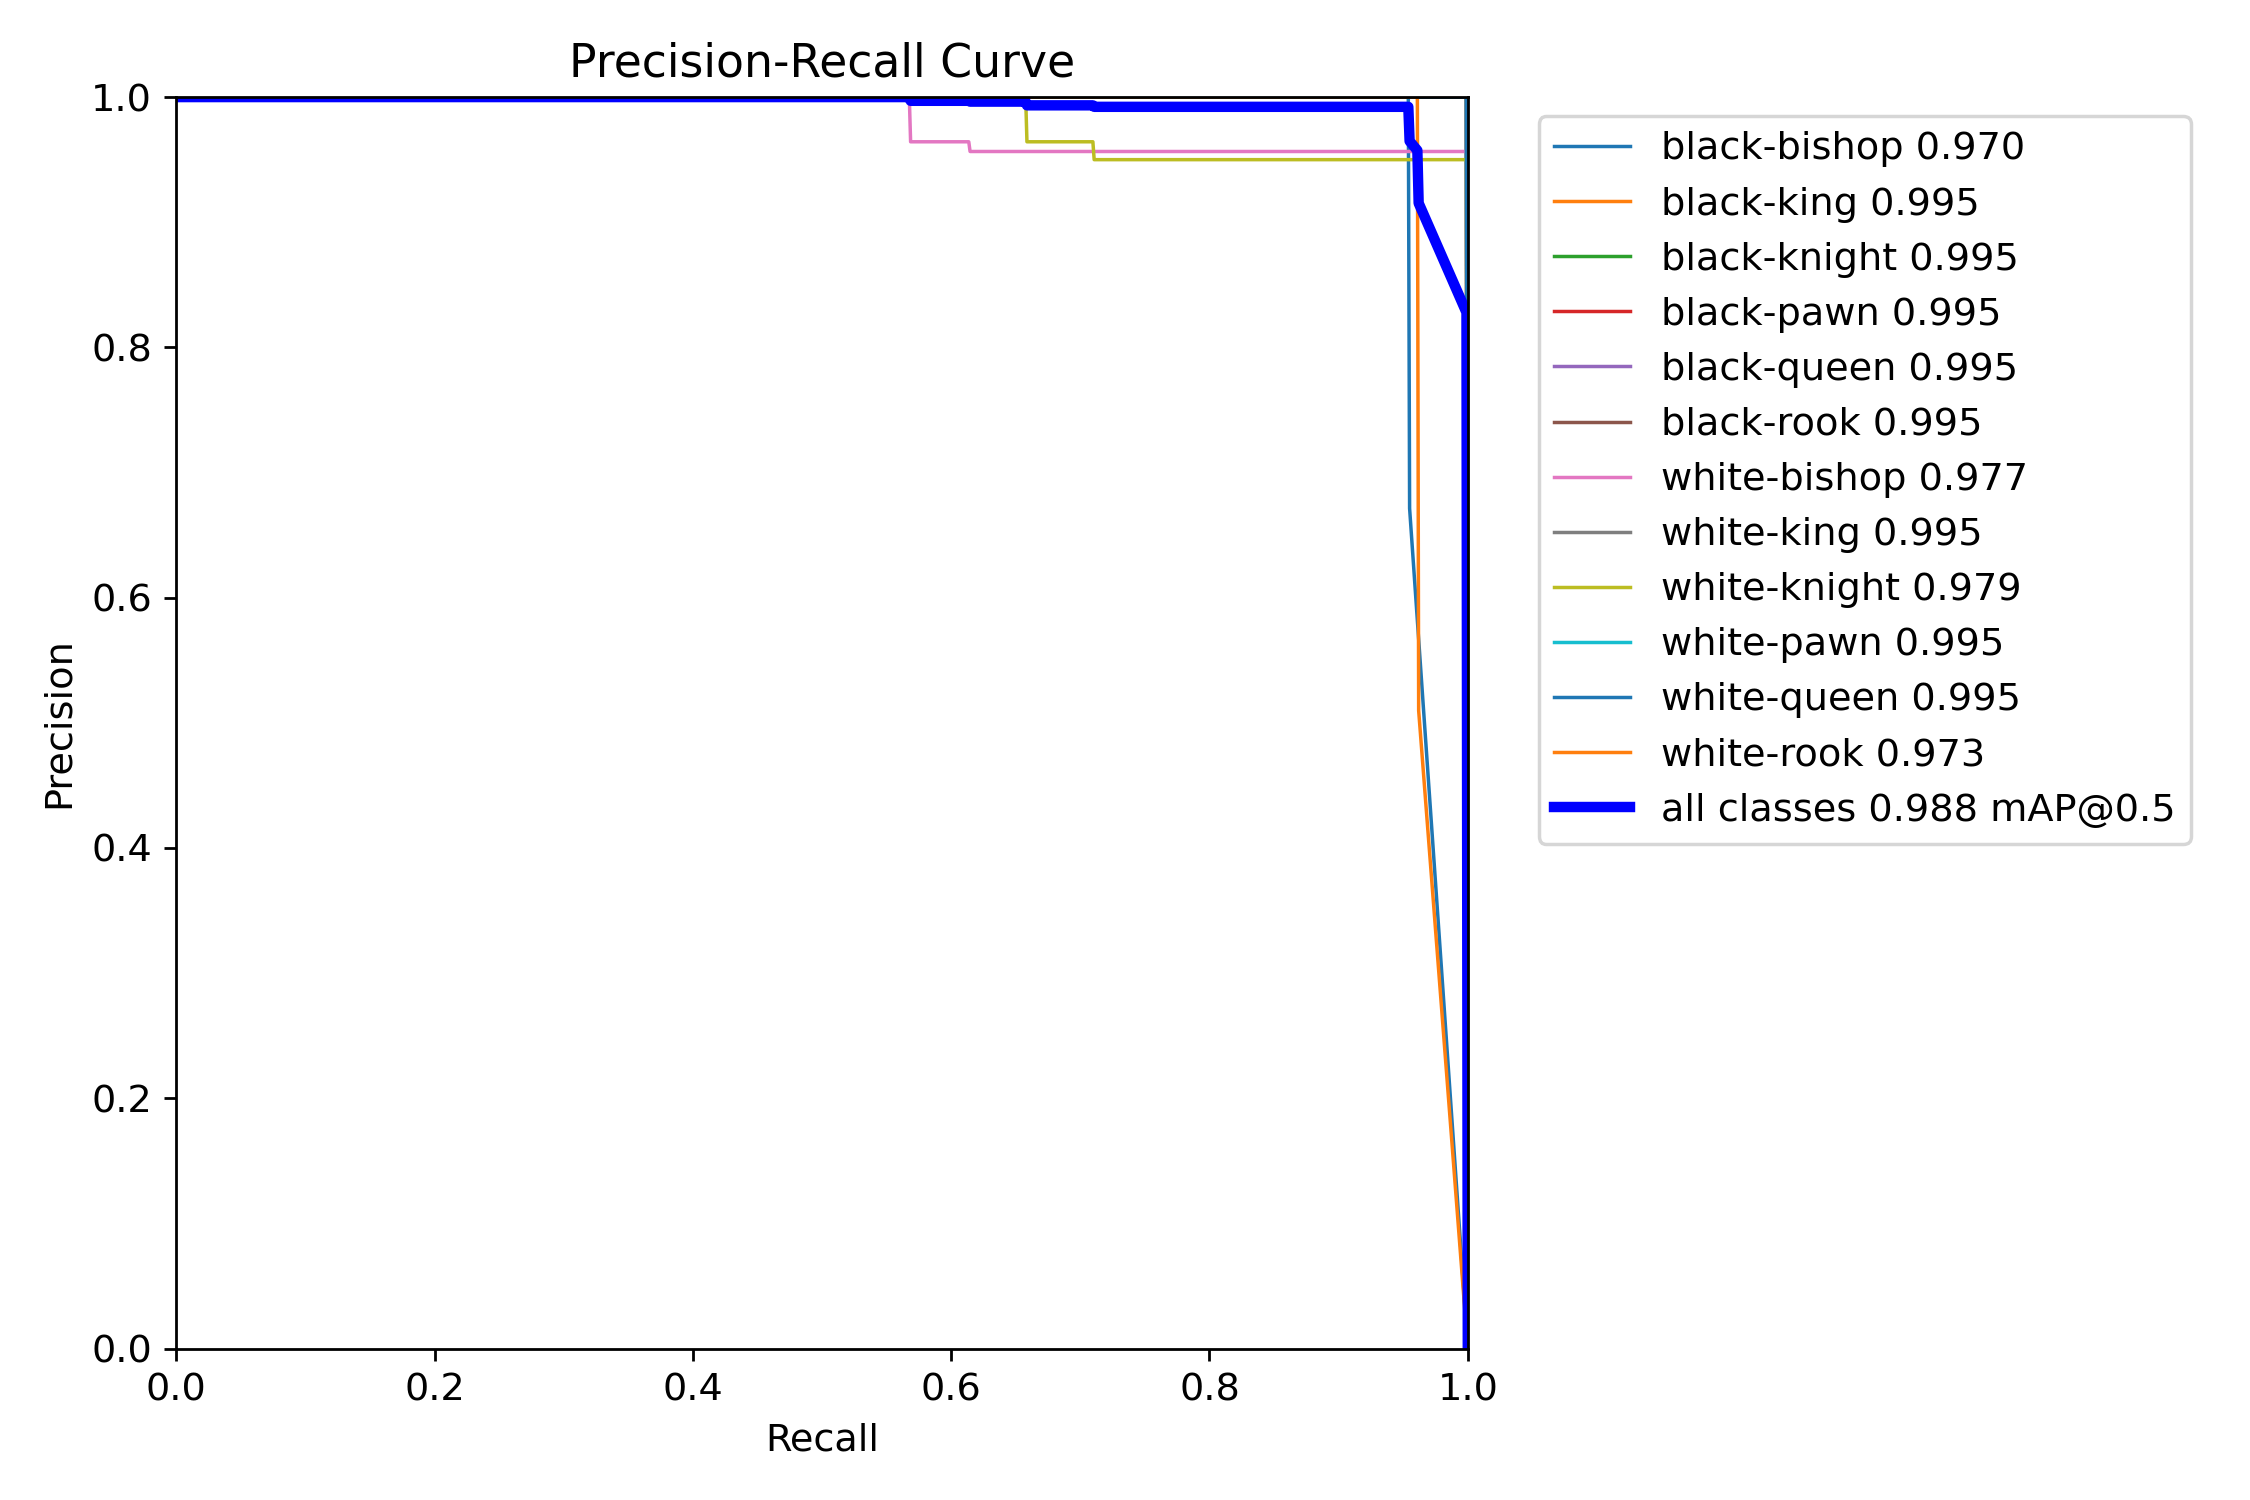 Precision-Recall Curve
1.0
0.8
0.6
0.4
0.2
0.0
Precision
0.0 0.2 0.4 0.6 0.8 1.0
Recall
black-bishop 0.970
black-king 0.995
black-knight 0.995
black-pawn 0.995
black-queen 0.995
black-rook 0.995
white-bishop 0.977
white-king 0.995
white-knight 0.979
white-pawn 0.995
white-queen 0.995
white-rook 0.973
all classes 0.988 mAP@0.5